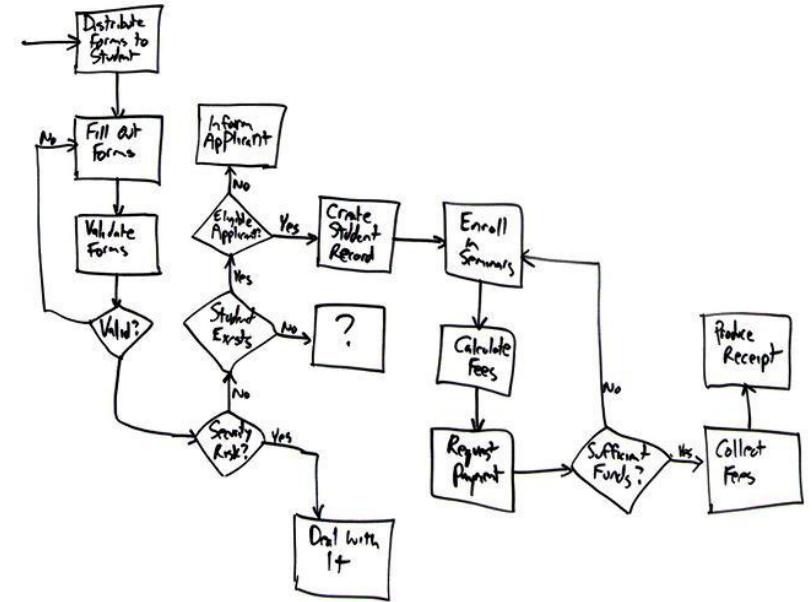 Distribute
Forms to
Student
Fill out
Forms
No
Validate
Forms
Valid?
Inform
Applicant
No
Eligible
Applicant?
Yes
Create
Student
Record
Yes
Student
Exists
No
?
No
Security
Risk?
Yes
Deal with
It
Enroll
in
Seminars
Calculate
Fees
Request
Payment
Sufficient
Funds?
No
Yes
Collect
Fees
Produce
Receipt